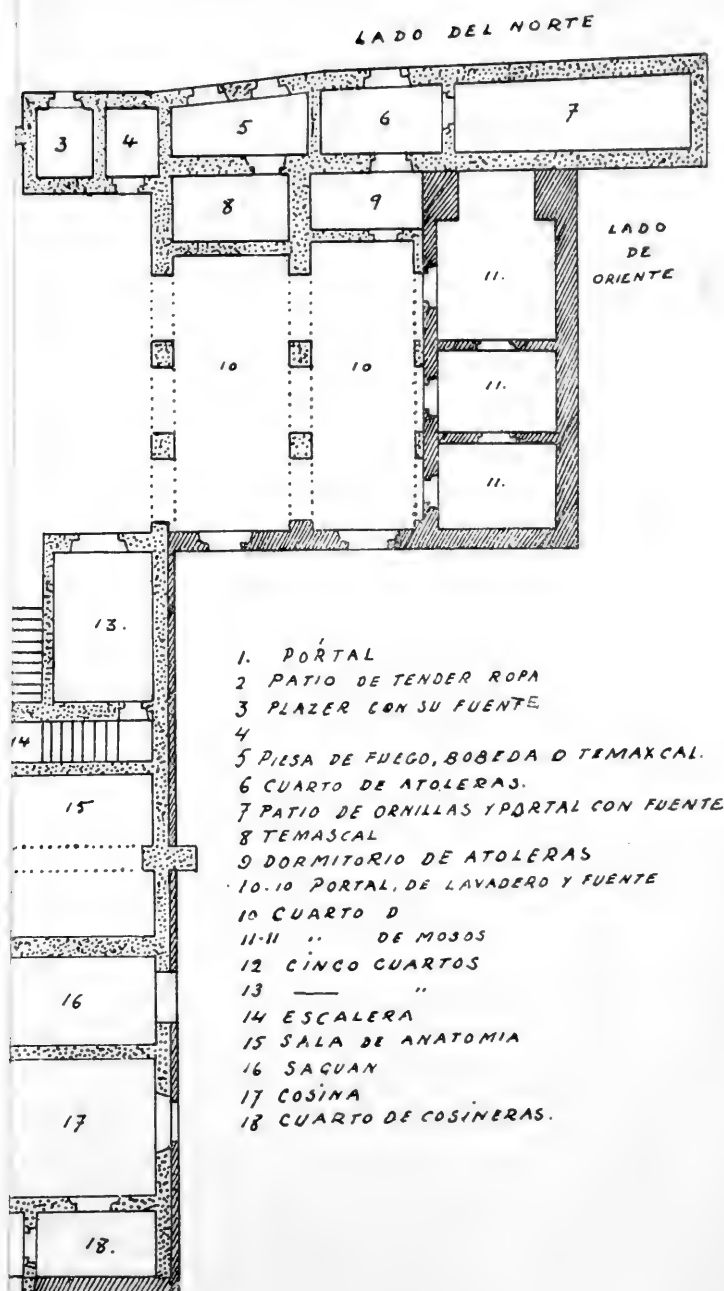 LADO DEL NORTE
3 4 5 6 7
8 9
LADO
DE
ORIENTE
11.
10 10
11.
11.
13.
14
15
16
17
18.
1. PORTAL
2 PATIO DE TENDER ROPA
3 PLAZER CON SU FUENTE
4
5 PIESA DE FUEGO, BOBEDA O TEMAXCAL.
6 CUARTO DE ATOLERAS.
7 PATIO DE ORNILLAS Y PORTAL CON FUENTE
8 TEMASCAL
9 DORMITORIO DE ATOLERAS
10-10 PORTAL, DE LAVADERO Y FUENTE
10 CUARTO D
11-11 " DE MOSOS
12 CINCO CUARTOS
13 — "
14 ESCALERA
15 SALA DE ANATOMIA
16 SAGUAN
17 COSINA
18 CUARTO DE COSINERAS.